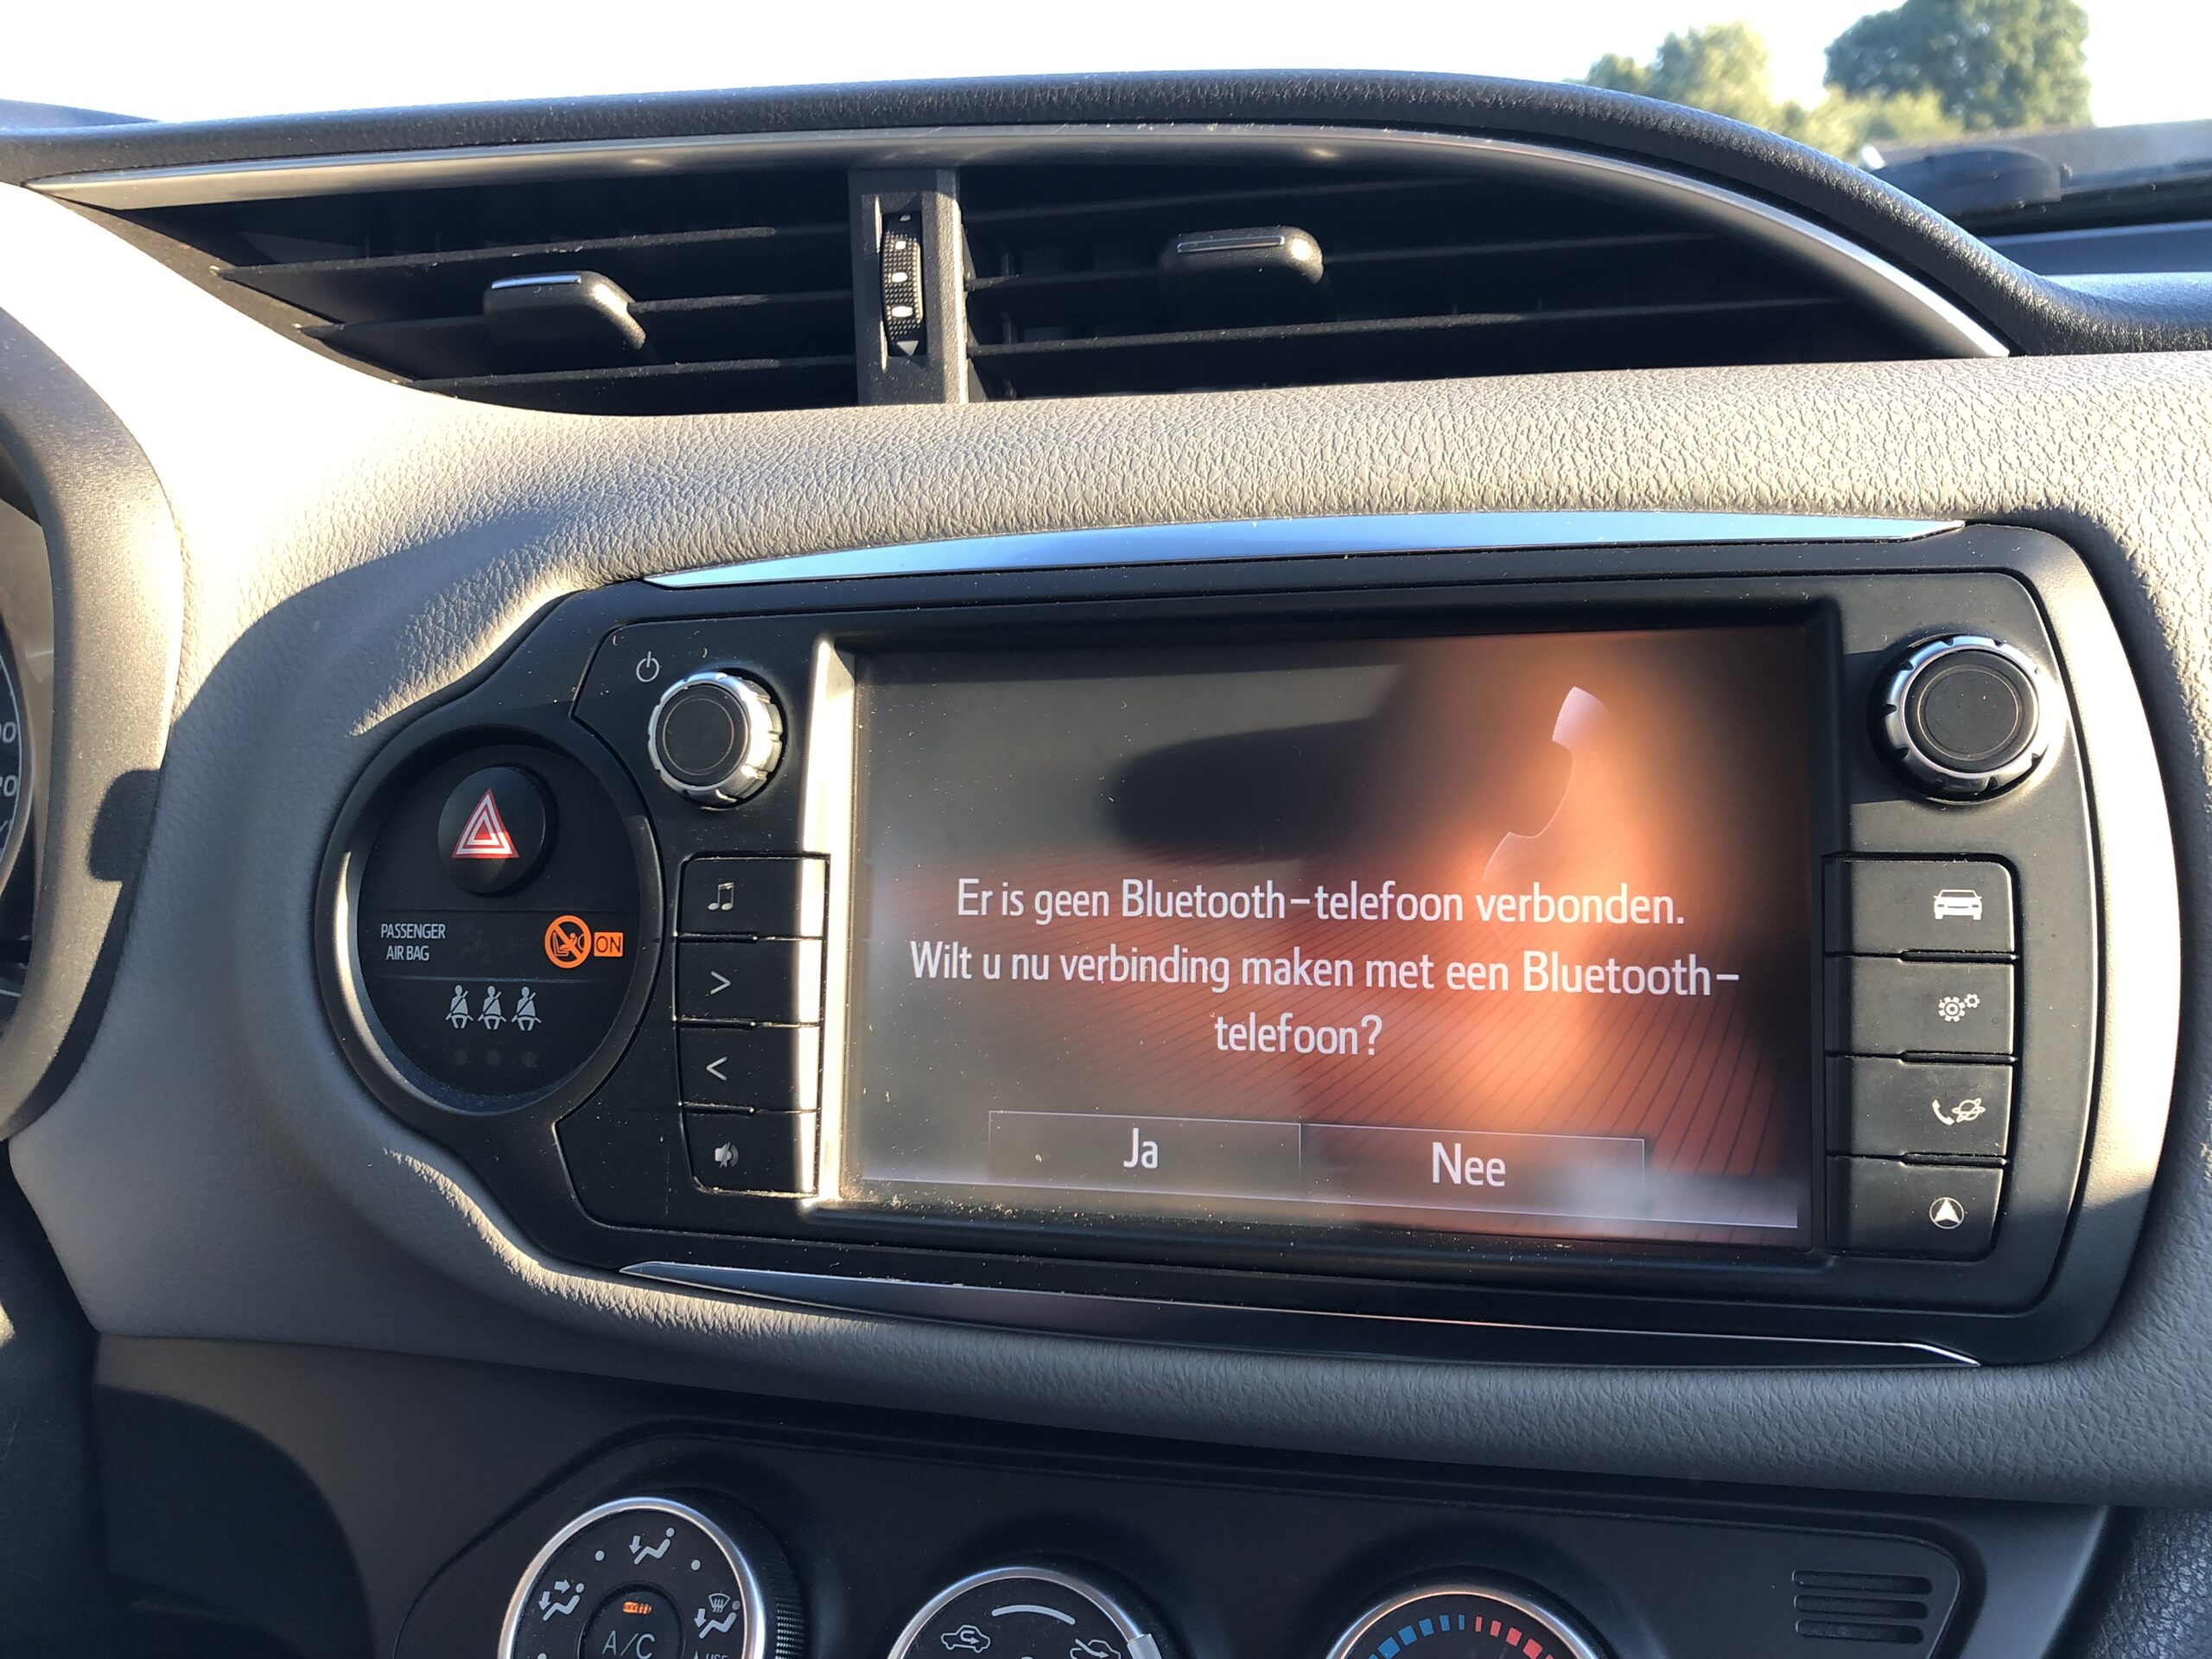 PASSENGER
AIR BAG
ON
Er is geen Bluetooth-telefoon verbonden.
Wilt u nu verbinding maken met een Bluetooth-
telefoon?
Ja
Nee
A/C